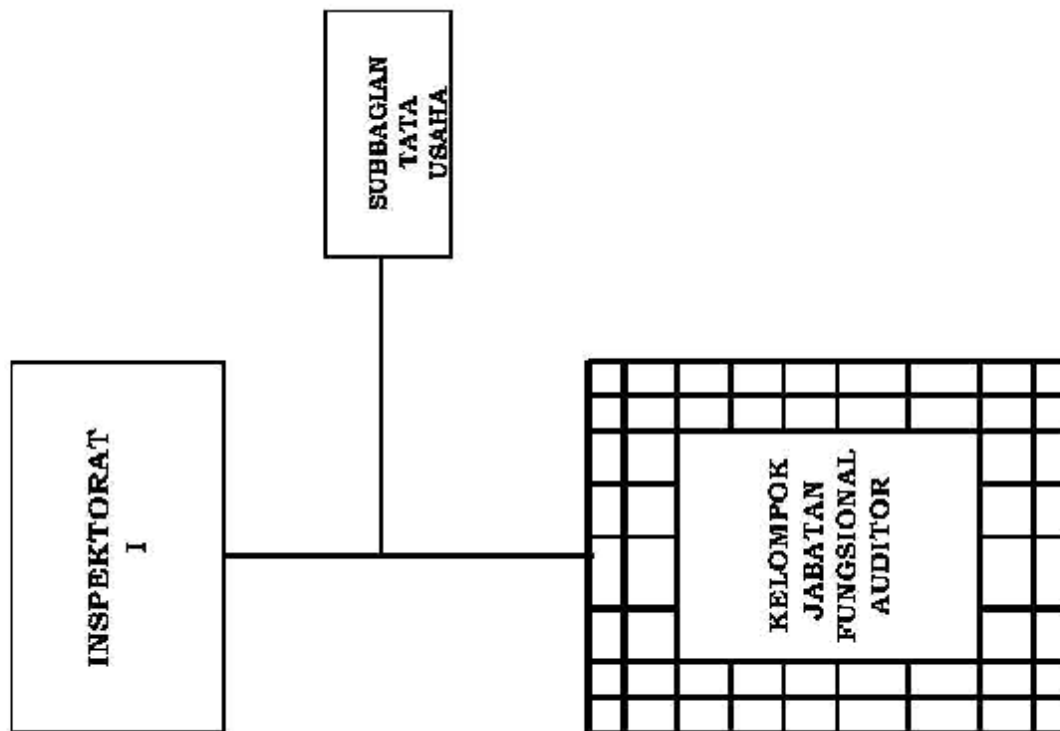 INSPEKTORAT
I
SUBBAGIAN
TATA
USAHA
KELOMPOK
JABATAN
FUNGSIONAL
AUDITOR